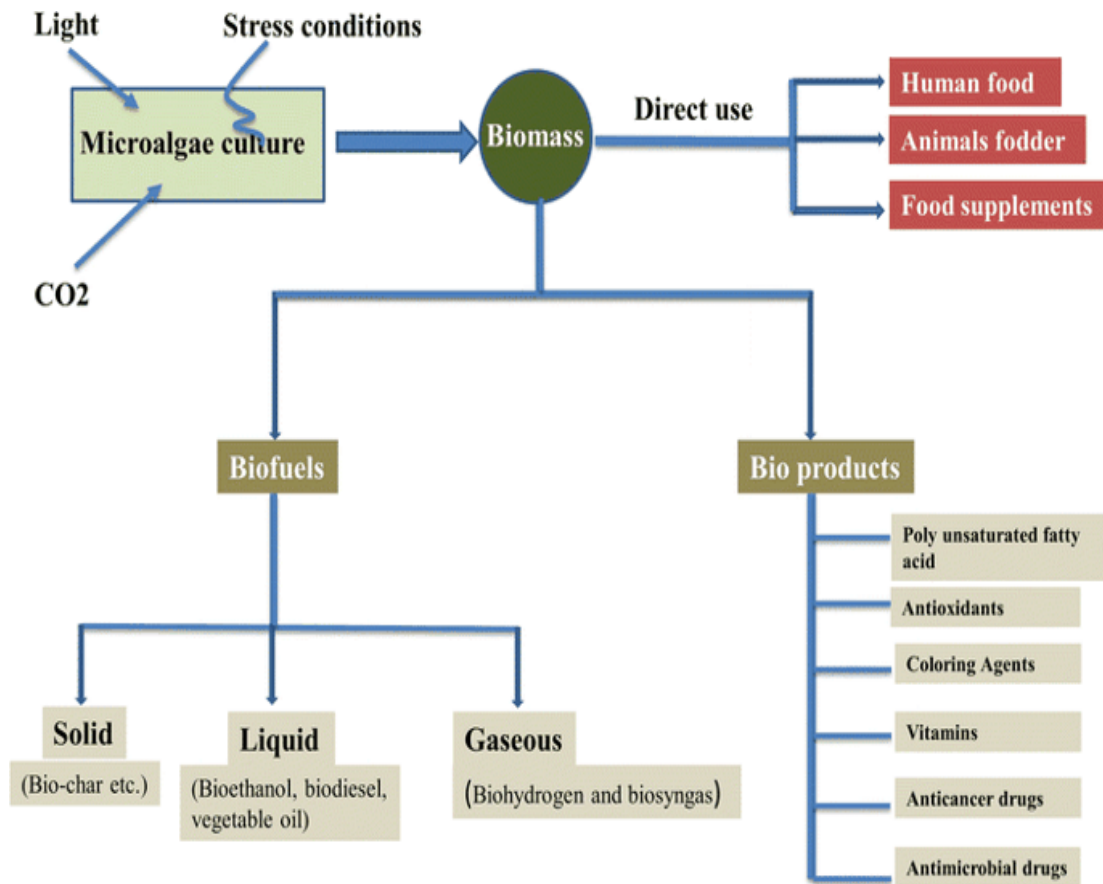 Light
Stress conditions
Microalgae culture
CO2
Biomass
Direct use
Human food
Animals fodder
Food supplements
Biofuels
Bio products
Solid
(Bio-char etc.)
Liquid
(Bioethanol, biodiesel,
vegetable oil)
Gaseous
(Biohydrogen and biosyngas)
Poly unsaturated fatty
acid
Antioxidants
Coloring Agents
Vitamins
Anticancer drugs
Antimicrobial drugs